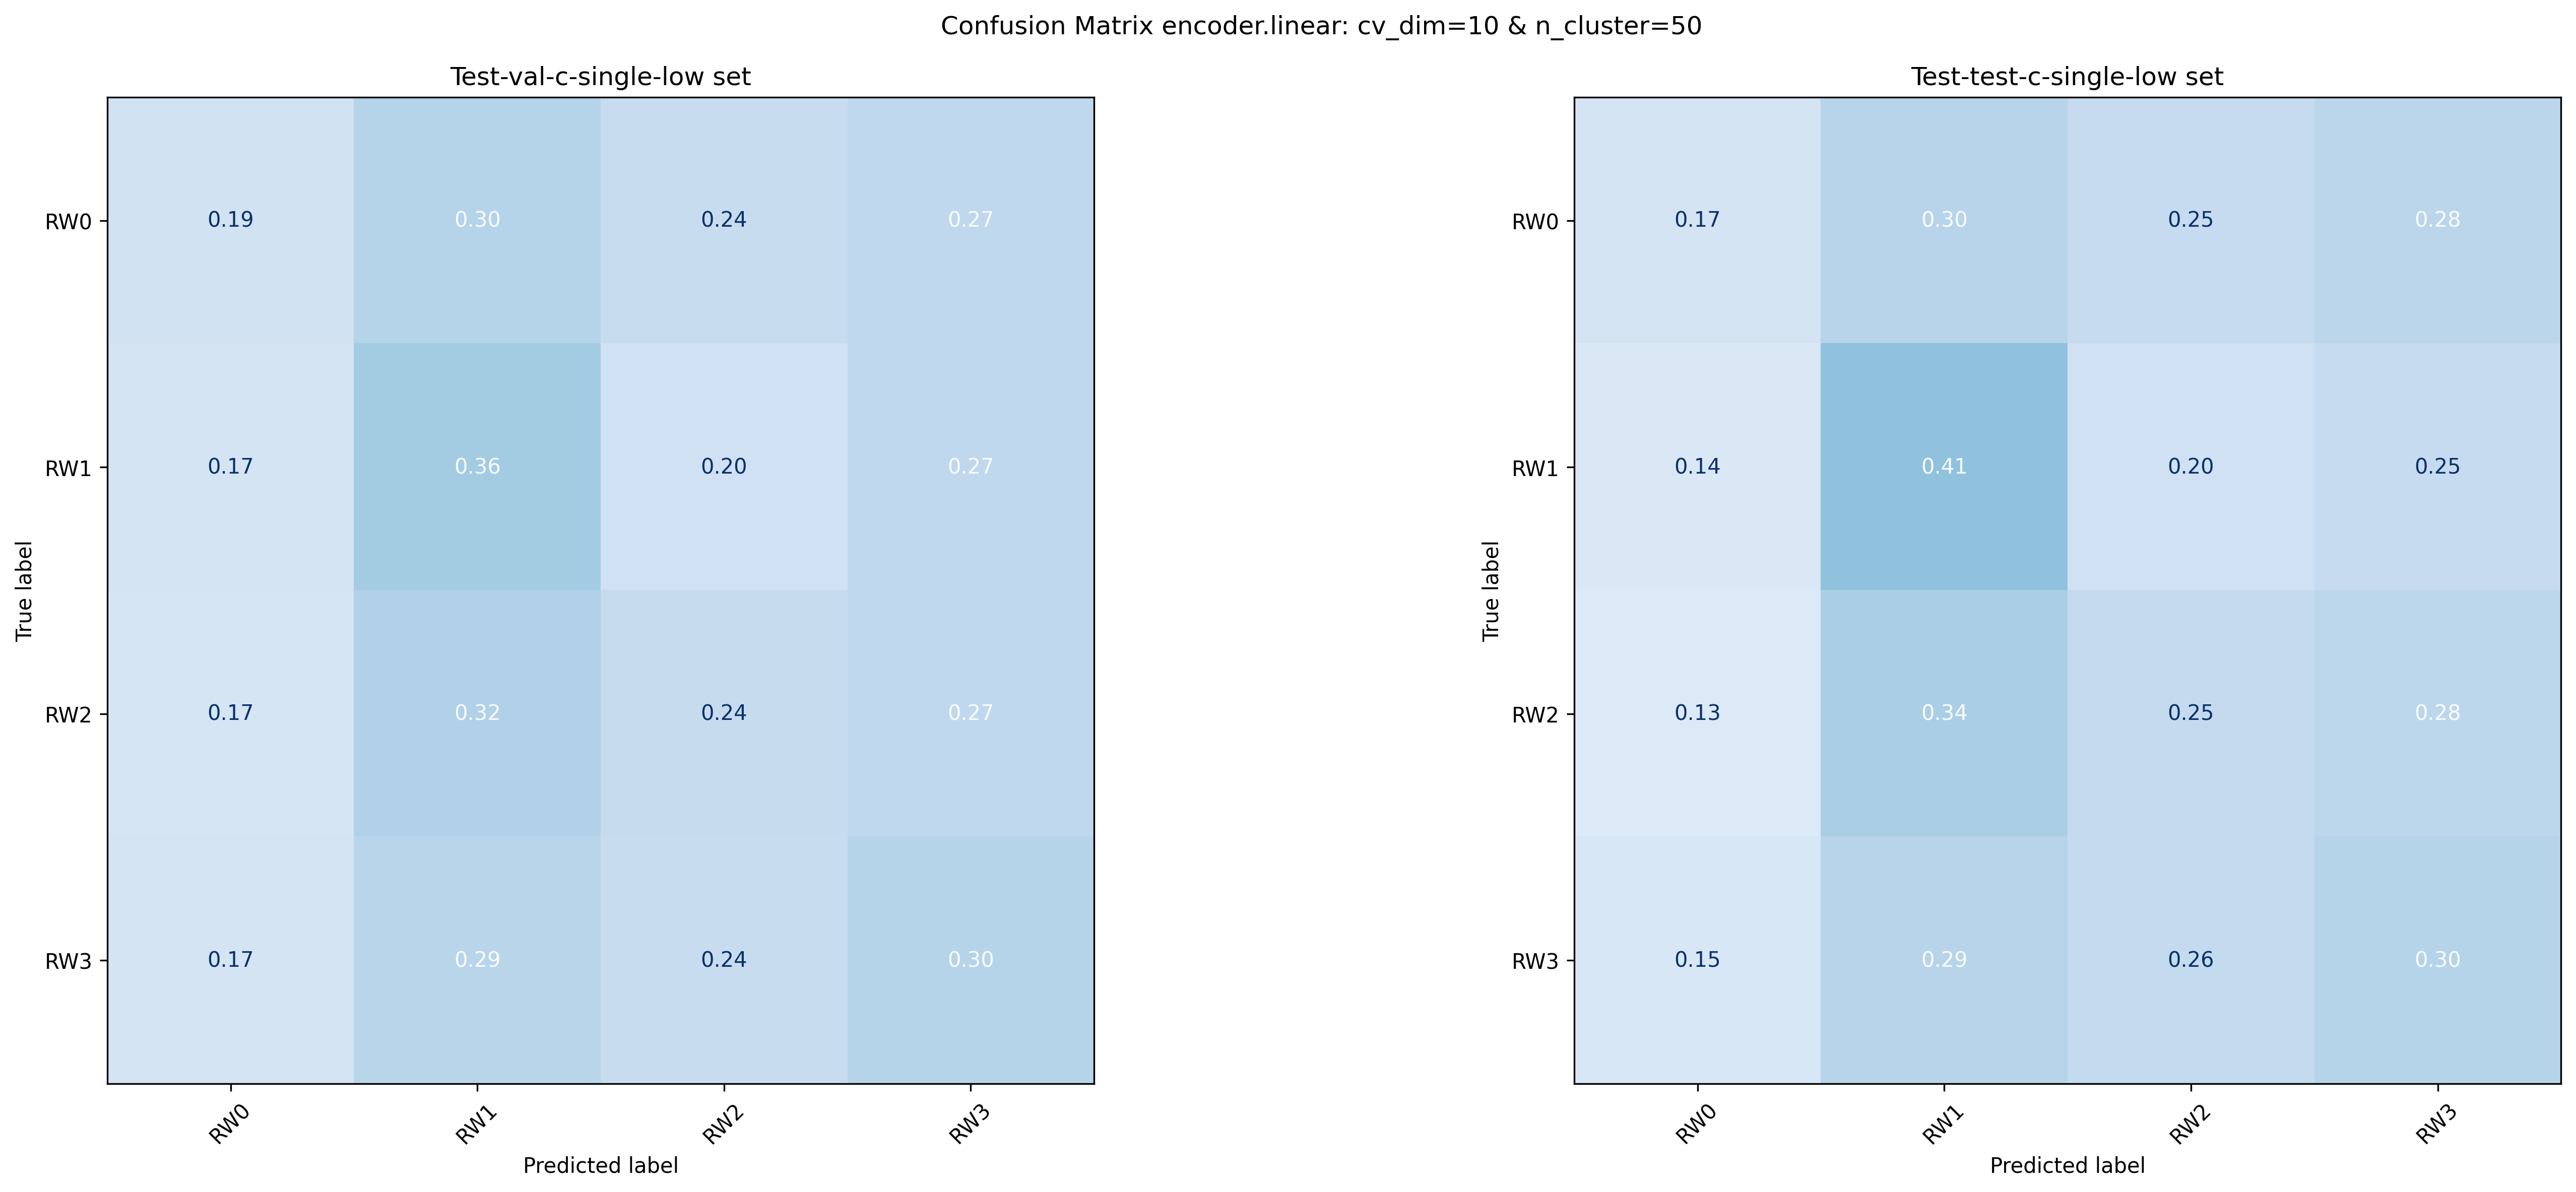 Confusion Matrix encoder.linear: cv_dim=10 & n_cluster=50
Test-val-c-single-low set
True label
RW0 0.19 0.30 0.24 0.27
RW1 0.17 0.36 0.20 0.27
RW2 0.17 0.32 0.24 0.27
RW3 0.17 0.29 0.24 0.30
RW0 RW1 RW2 RW3
Predicted label
Test-test-c-single-low set
True label
RW0 0.17 0.30 0.25 0.28
RW1 0.14 0.41 0.20 0.25
RW2 0.13 0.34 0.25 0.28
RW3 0.15 0.29 0.26 0.30
RW0 RW1 RW2 RW3
Predicted label